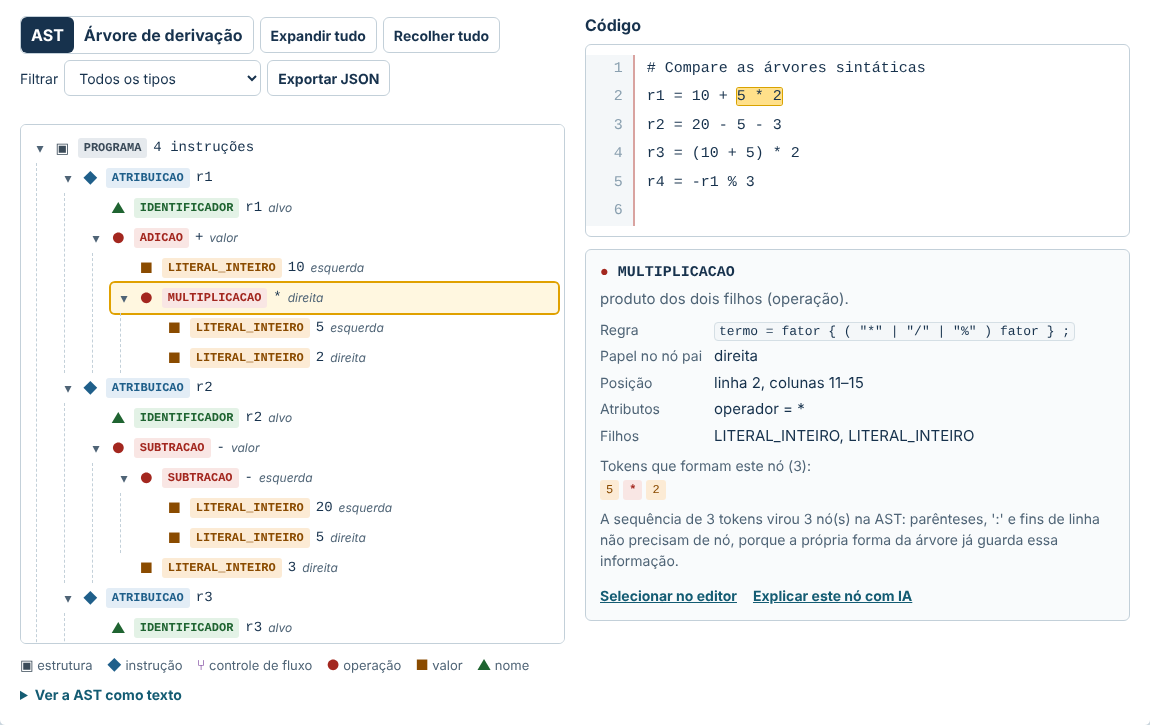 AST Árvore de derivação Expandir tudo Recolher tudo
Filtrar Todos os tipos Exportar JSON
▼ ▣ PROGRAMA 4 instruções
▼ ATRIBUICAO r1
IDENTIFICADOR r1 alvo
▼ ADICAO + valor
LITERAL_INTEIRO 10 esquerda
▼ MULTIPLICACAO * direita
LITERAL_INTEIRO 5 esquerda
LITERAL_INTEIRO 2 direita
▼ ATRIBUICAO r2
IDENTIFICADOR r2 alvo
▼ SUBTRACAO - valor
▼ SUBTRACAO - esquerda
LITERAL_INTEIRO 20 esquerda
LITERAL_INTEIRO 5 direita
LITERAL_INTEIRO 3 direita
▼ ATRIBUICAO r3
IDENTIFICADOR r3 alvo
estrutura instrução controle de fluxo operação valor nome
Ver a AST como texto
Código
1 # Compare as árvores sintáticas
2 r1 = 10 + 5 * 2
3 r2 = 20 - 5 - 3
4 r3 = (10 + 5) * 2
5 r4 = -r1 % 3
6
MULTIPLICACAO
produto dos dois filhos (operação).
Regra termo = fator { ( "*" | "/" | "%" ) fator } ;
Papel no nó pai direita
Posição linha 2, colunas 11–15
Atributos operador = *
Filhos LITERAL_INTEIRO, LITERAL_INTEIRO
Tokens que formam este nó (3):
5 * 2
A sequência de 3 tokens virou 3 nó(s) na AST: parênteses, ':' e fins de linha
não precisam de nó, porque a própria forma da árvore já guarda essa
informação.
Selecionar no editor Explicar este nó com IA